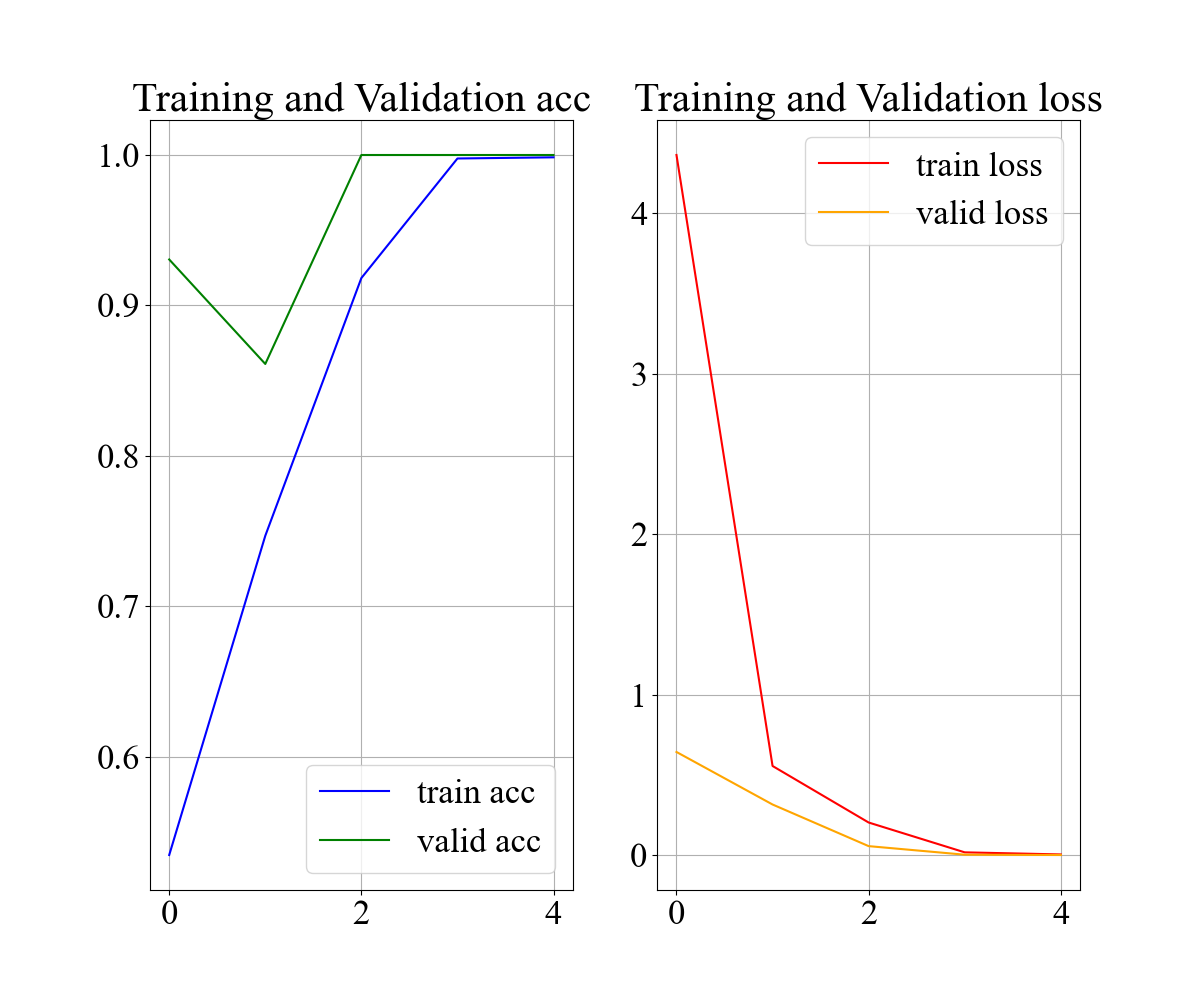 Training and Validation acc
1.0
0.9
0.8
0.7
0.6
train acc
valid acc
0 2 4
Training and Validation loss
train loss
valid loss
4
3
2
1
0
0 2 4